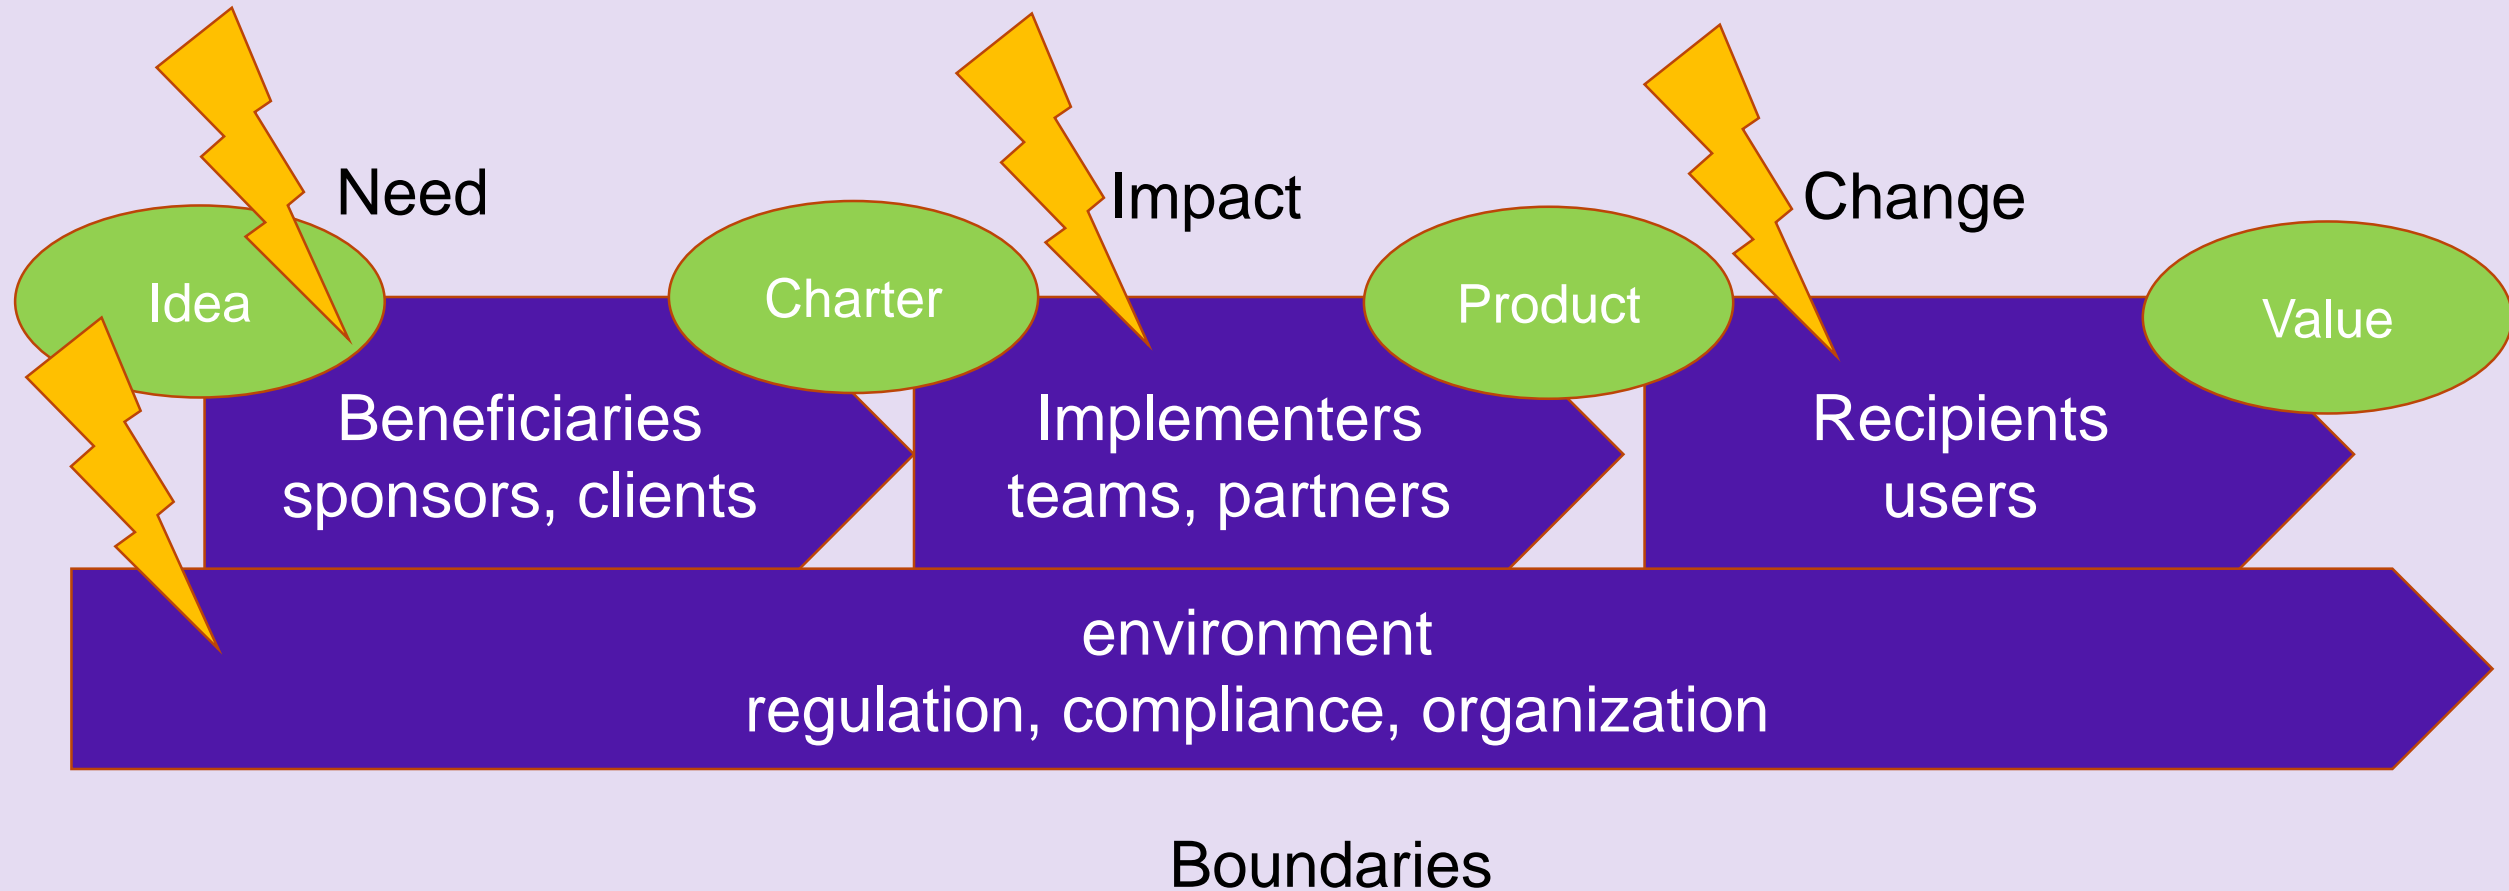 Need
Impact
Change
Idea
Charter
Product
Value
Beneficiaries
sponsors, clients
Implementers
teams, partners
Recipients
users
environment
regulation, compliance, organization
Boundaries